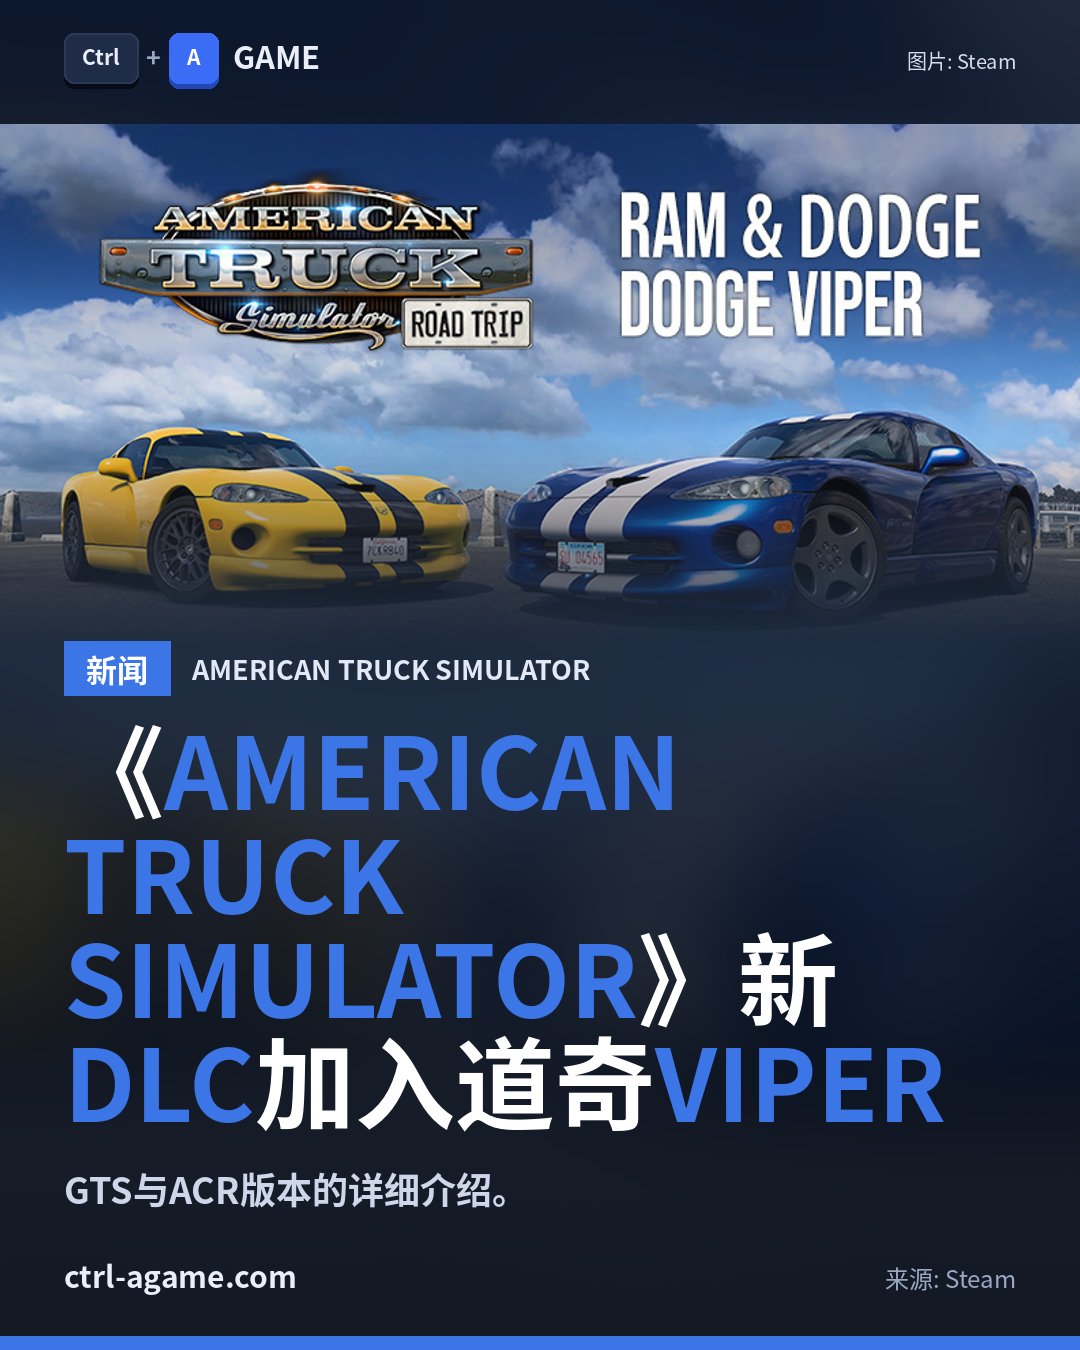 Ctrl + A GAME
图片: Steam
AMERICAN
TRUCK
Simulator ROAD TRIP
RAM & DODGE
DODGE VIPER
7CKR840
新闻 AMERICAN TRUCK SIMULATOR
《AMERICAN
TRUCK
SIMULATOR》新
DLC加入道奇VIPER
GTS与ACR版本的详细介绍。
ctrl-agame.com
来源: Steam